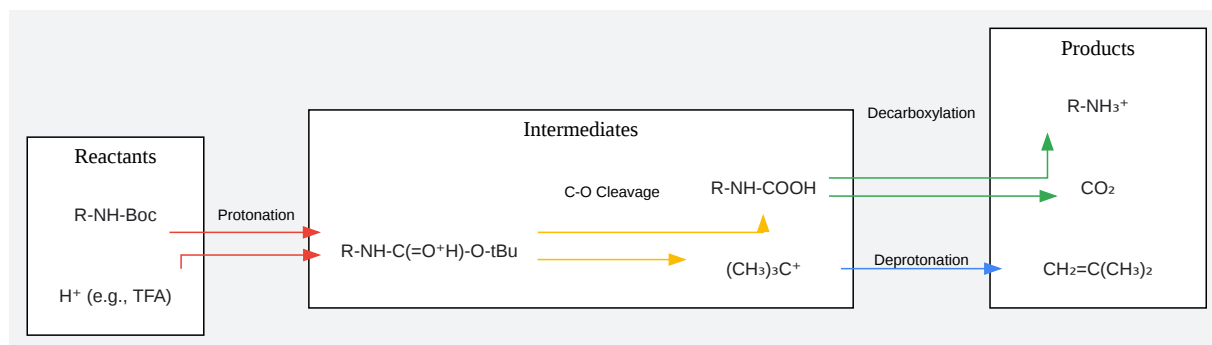 Reactants
R-NH-Boc
H⁺ (e.g., TFA)
Protonation
Intermediates
R-NH-C(=O⁺H)-O-tBu
C-O Cleavage
R-NH-COOH
(CH₃)₃C⁺
Decarboxylation
Deprotonation
Products
R-NH₃⁺
CO₂
CH₂=C(CH₃)₂